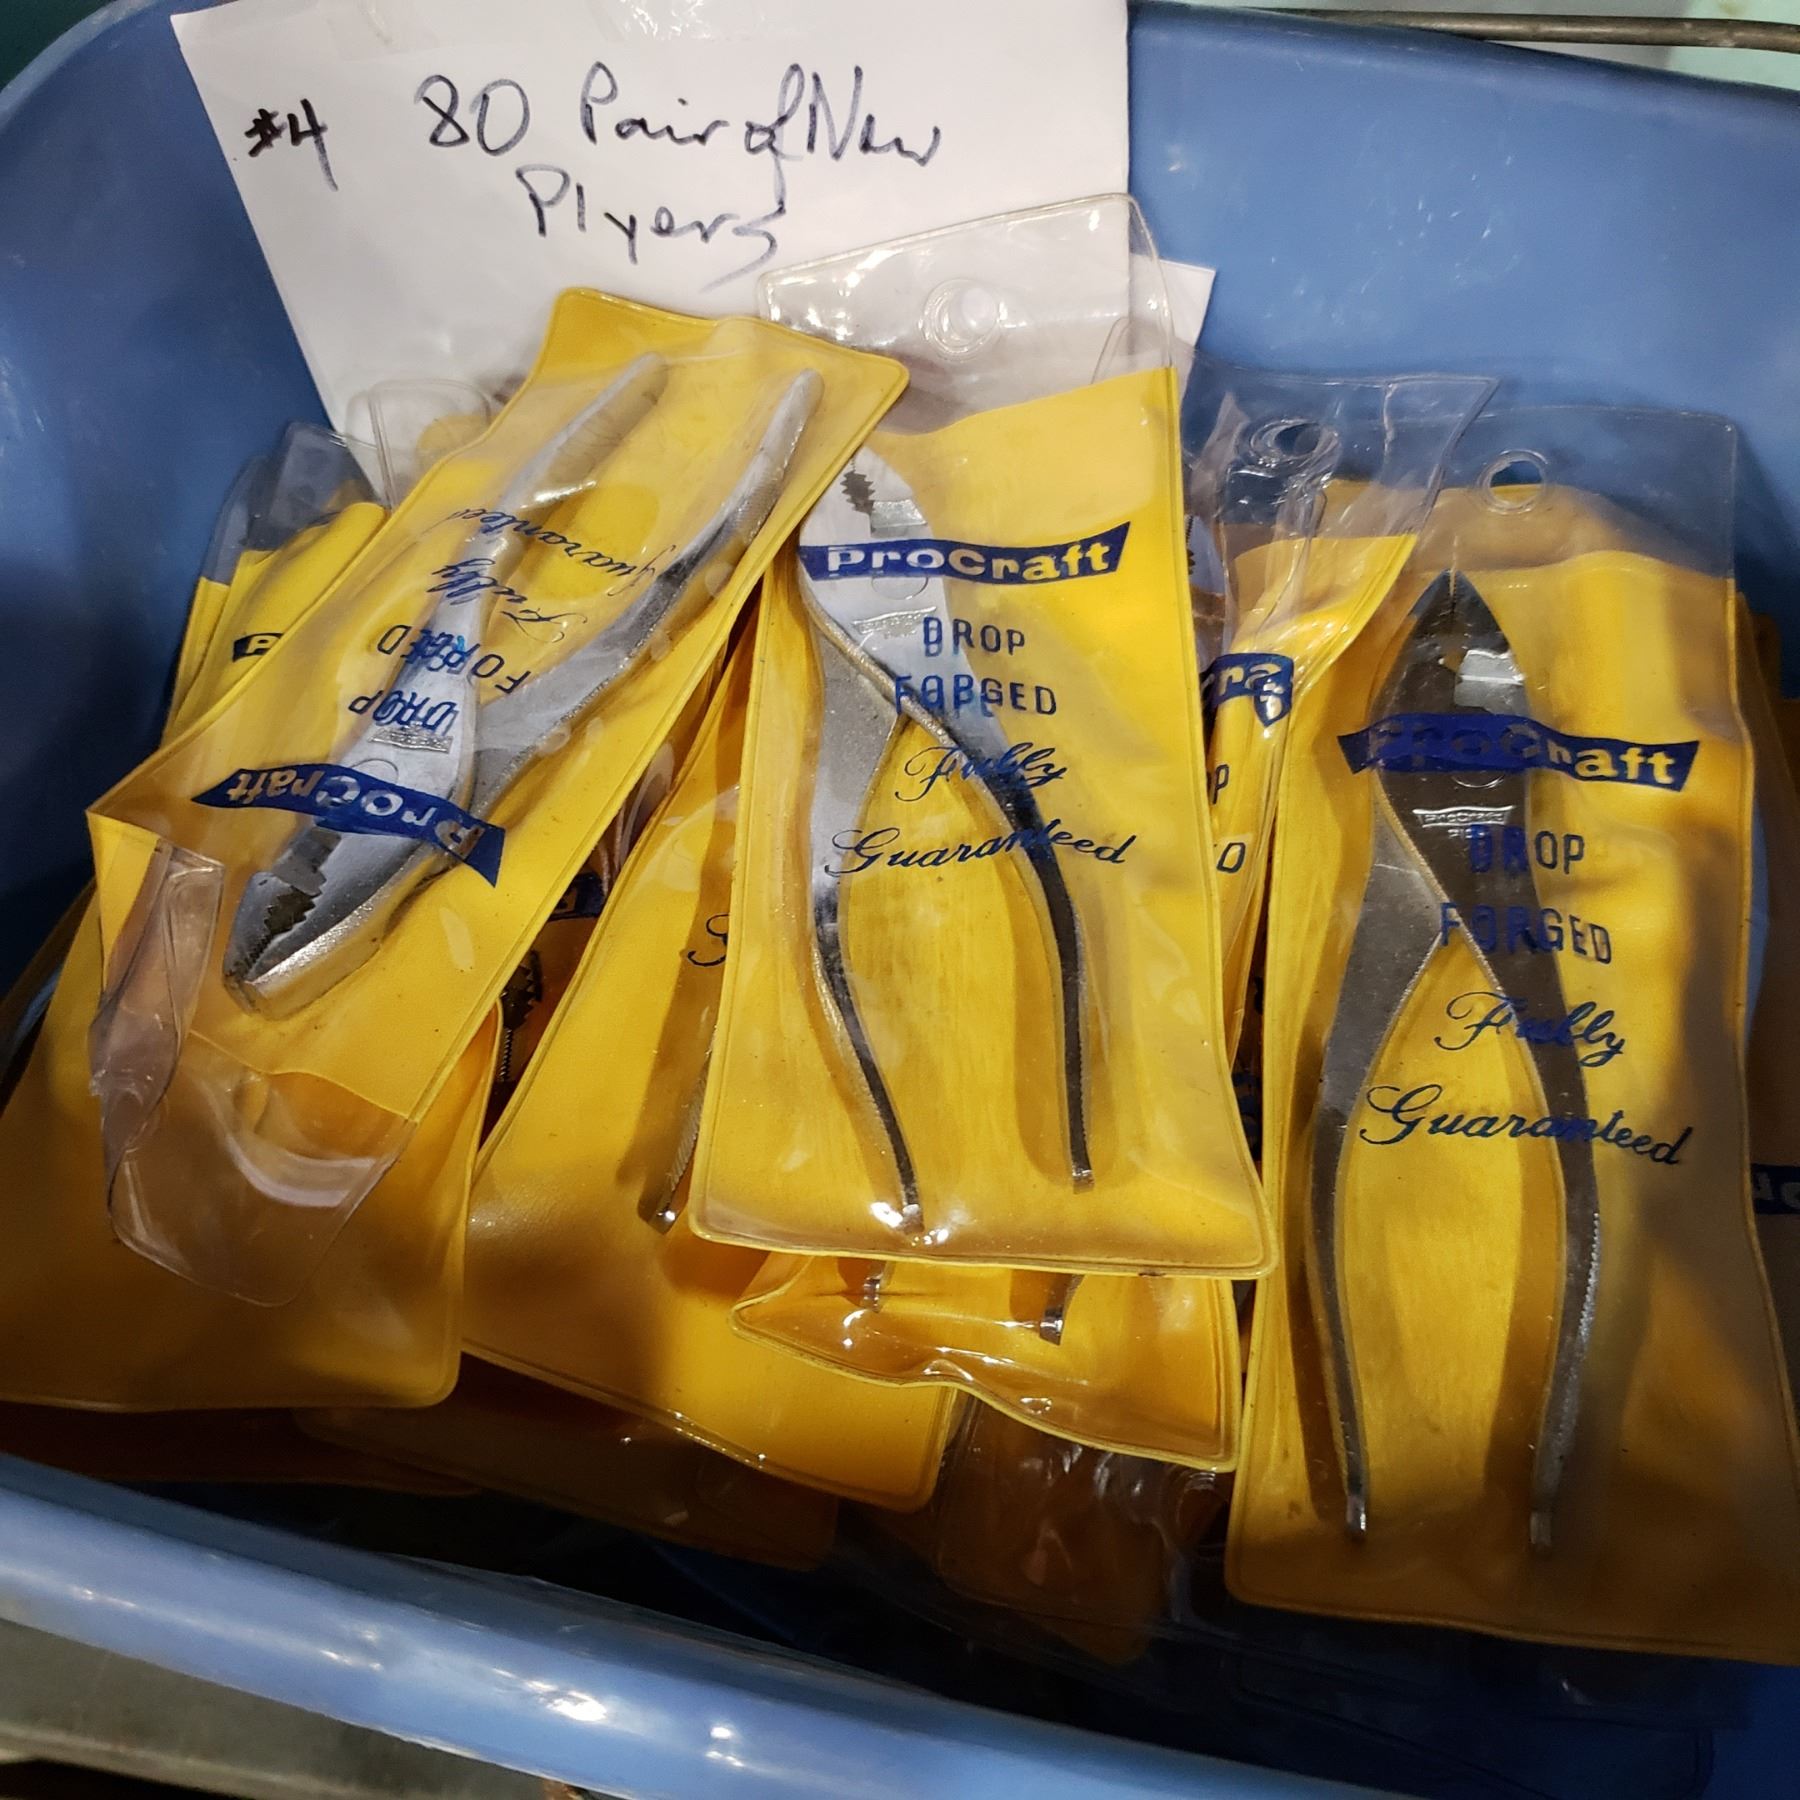 #4 80 Pair of New
Plyers
ProCraft
DROP
FORGED
Fully
Guaranteed
ProCraft
DROP
FORGED
Fully
Guaranteed
ProCraft
DROP
FORGED
Fully
Guaranteed
ProCraft